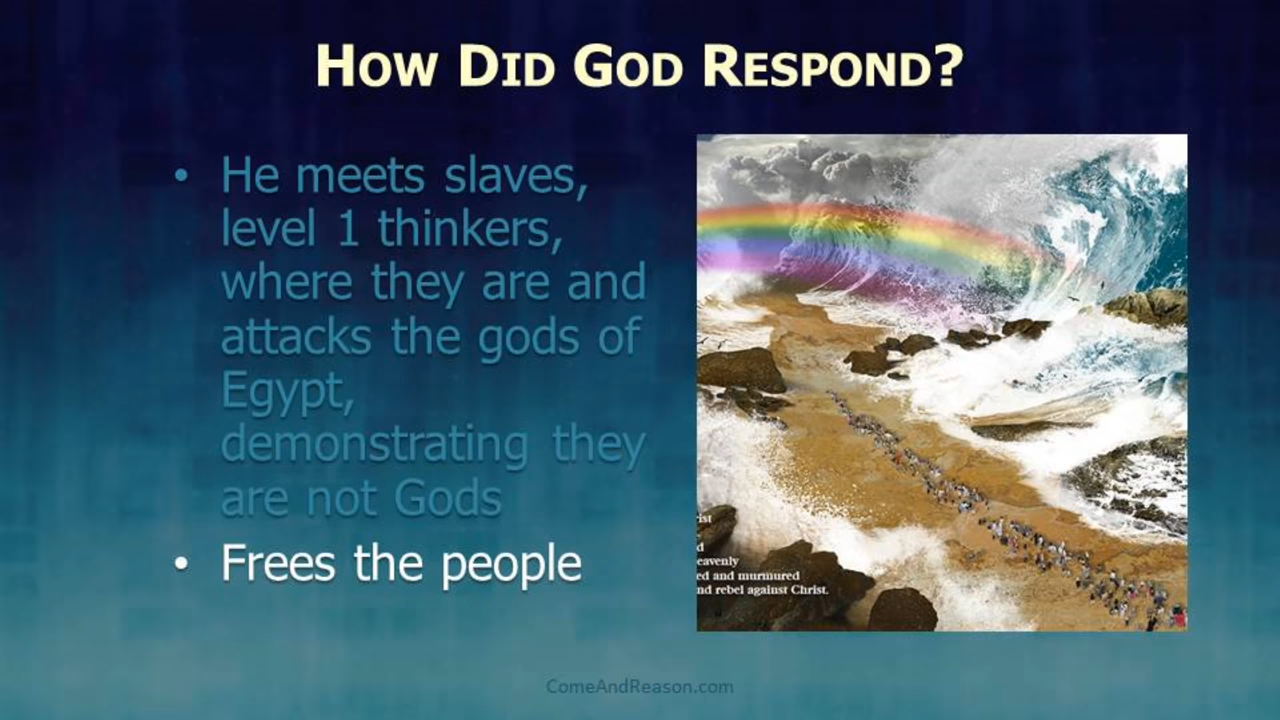 HOW DID GOD RESPOND?
• He meets slaves,
level 1 thinkers,
where they are and
attacks the gods of
Egypt,
demonstrating they
are not Gods
• Frees the people
ist
d
eavenly
ed and murmured
nd rebel against Christ.
ComeAndReason.com